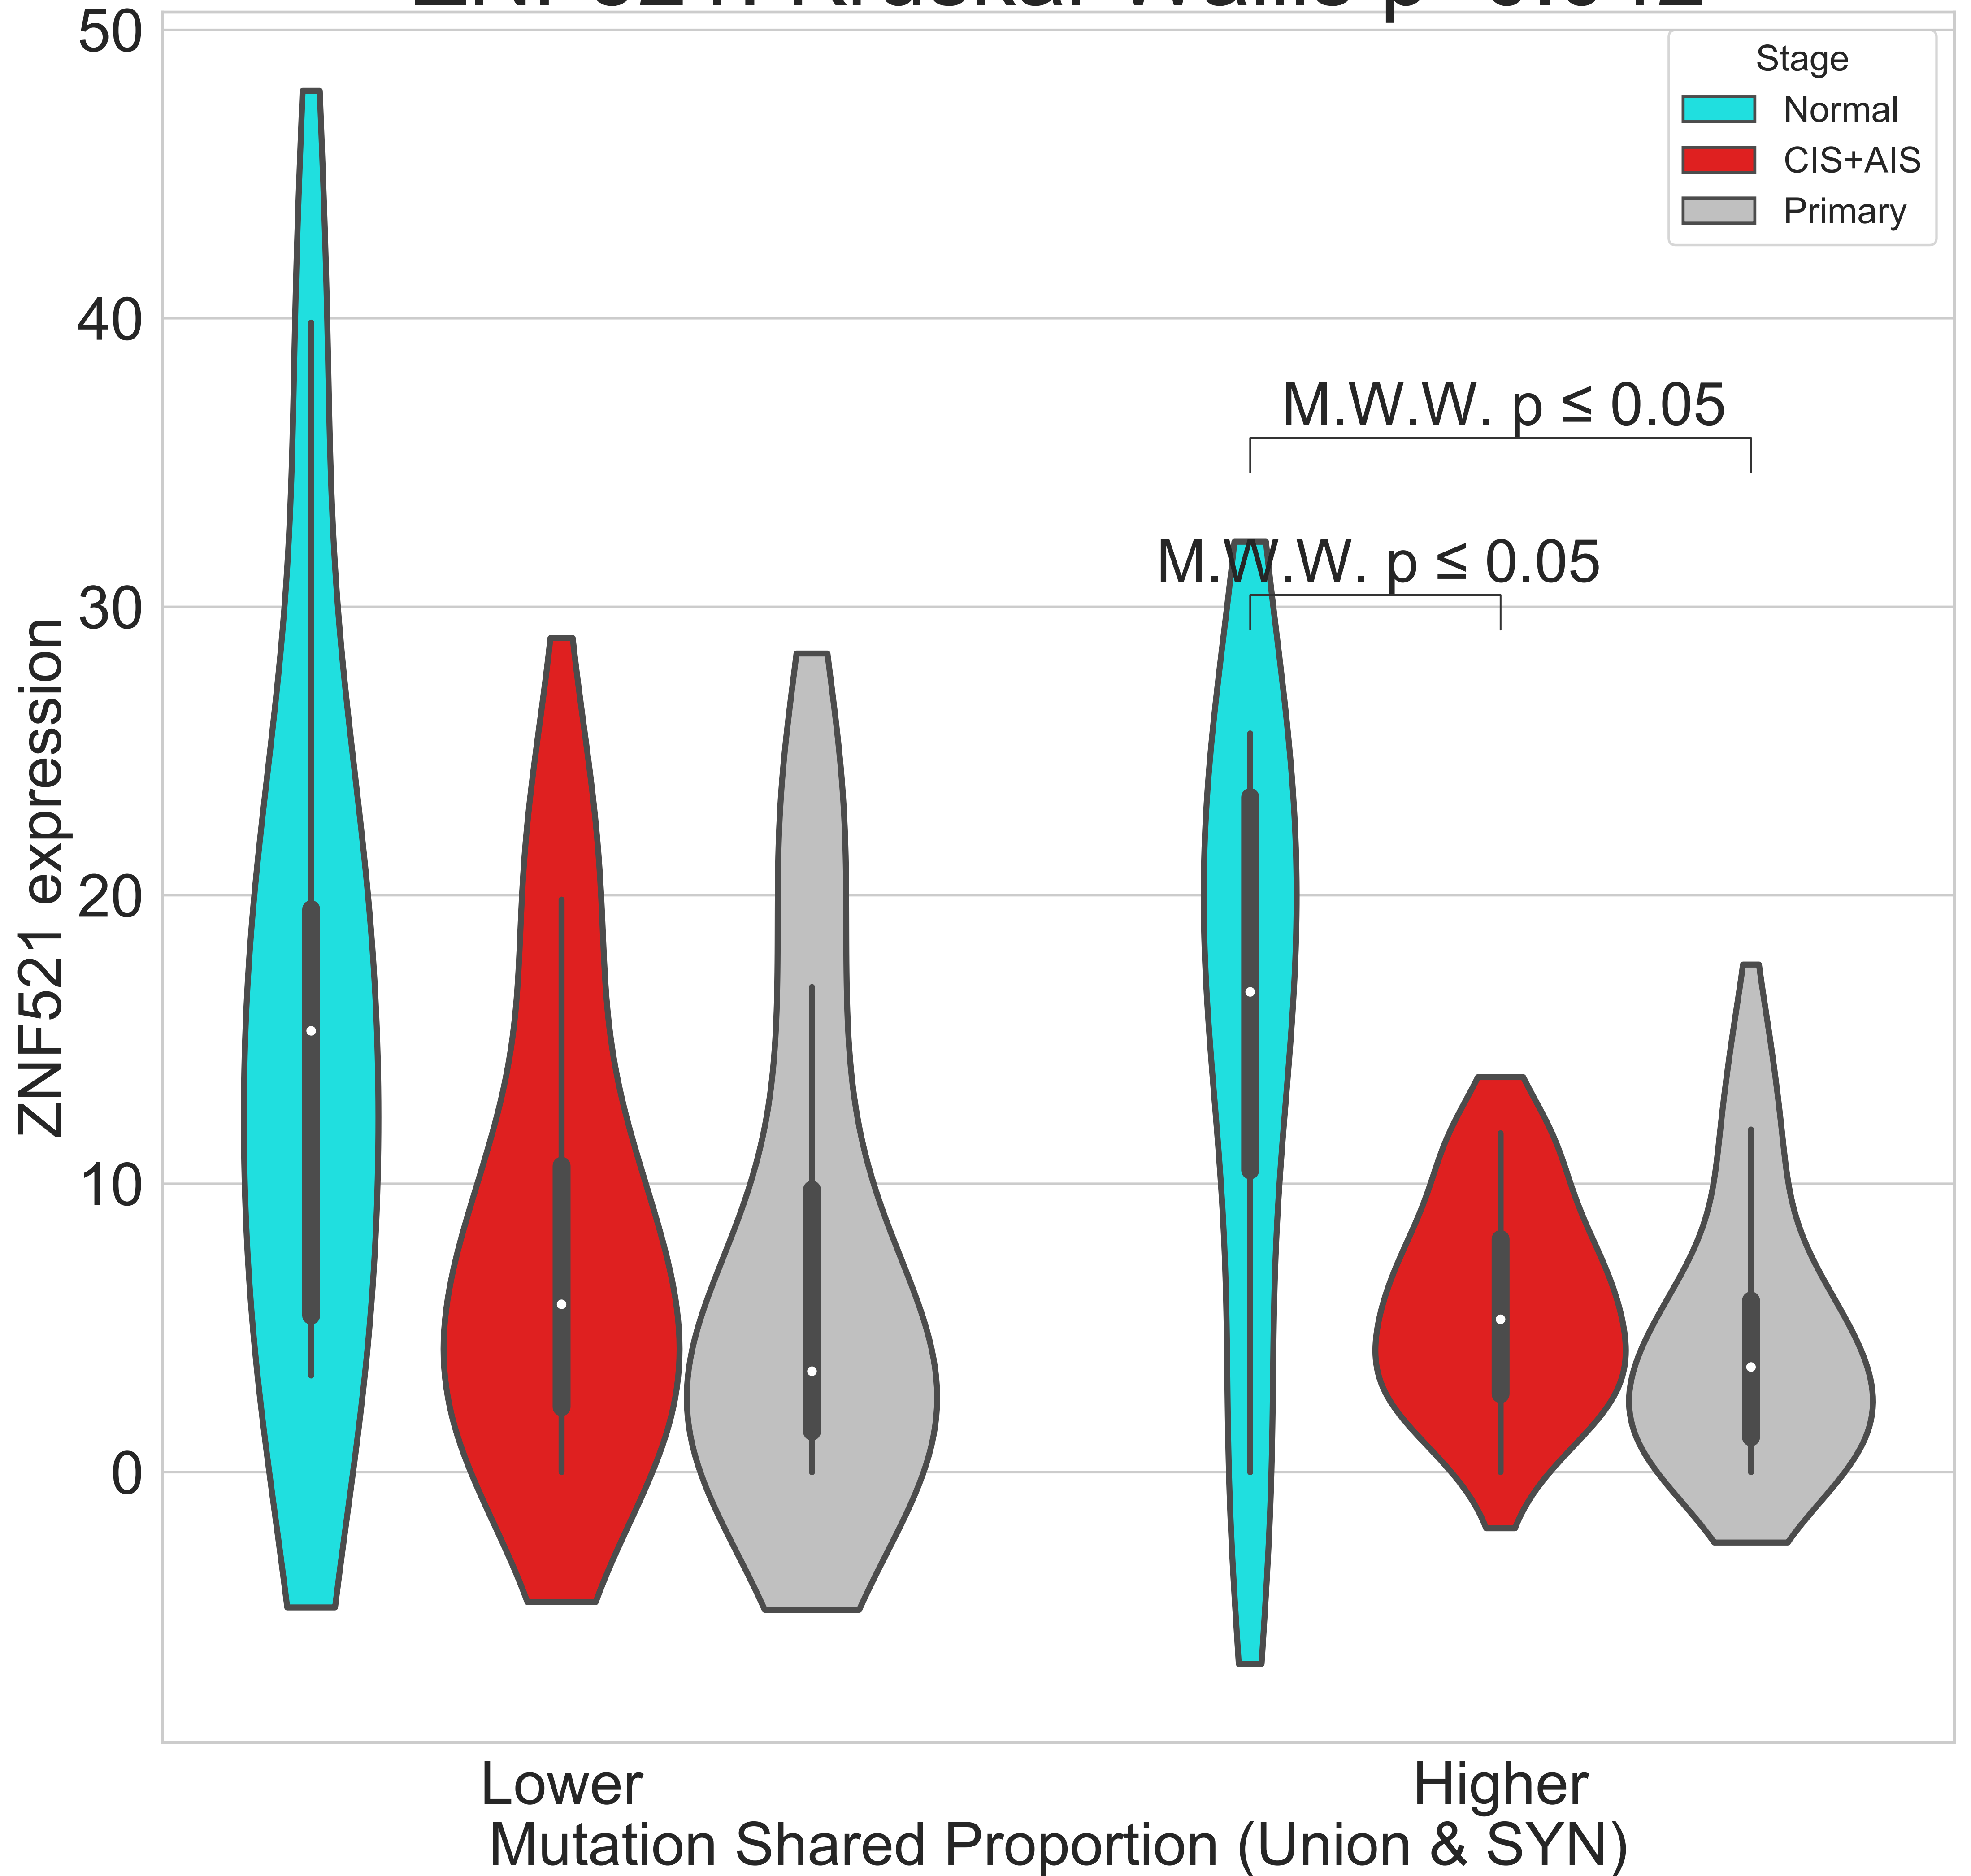 50
Stage
Normal
CIS+AIS
Primary
40
M.W.W. p ≤ 0.05
M.W.W. p ≤ 0.05
30
ZNF521 expression
20
10
0
Lower
Higher
Mutation Shared Proportion (Union & SYN)